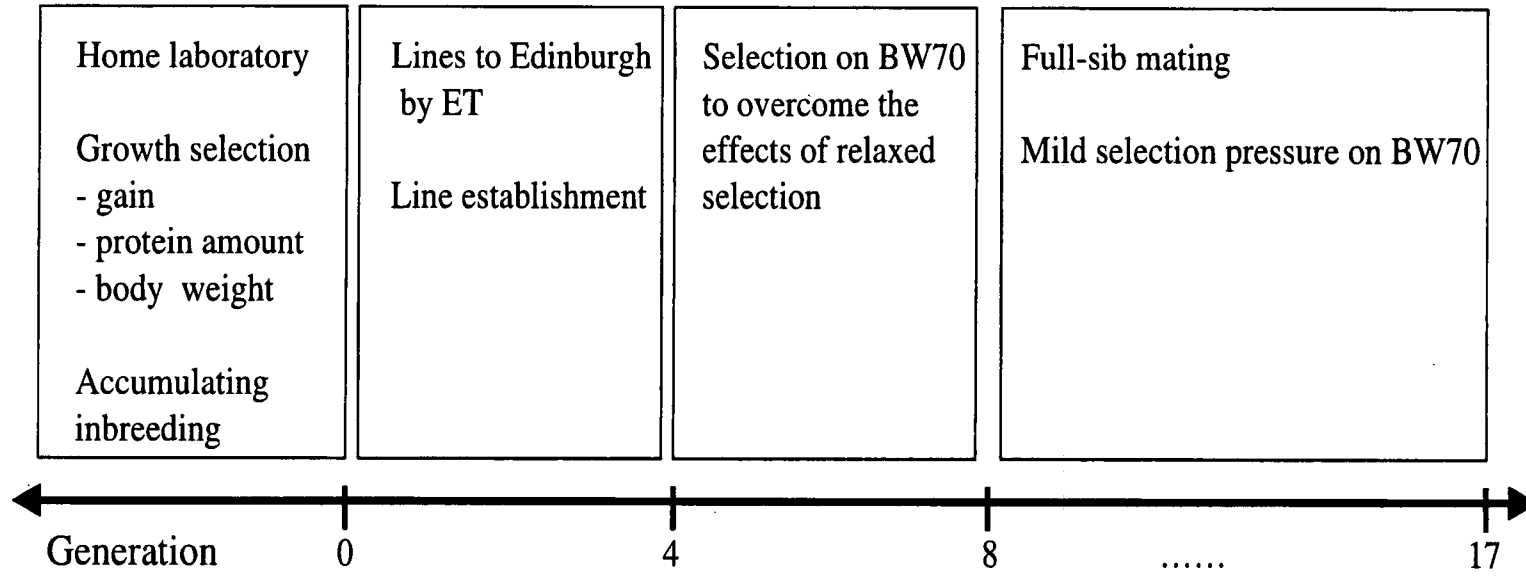 Home laboratory
Growth selection
- gain
- protein amount
- body weight
Accumulating
inbreeding
Lines to Edinburgh
by ET
Line establishment
Selection on BW70
to overcome the
effects of relaxed
selection
Full-sib mating
Mild selection pressure on BW70
Generation 0 4 8 ...... 17